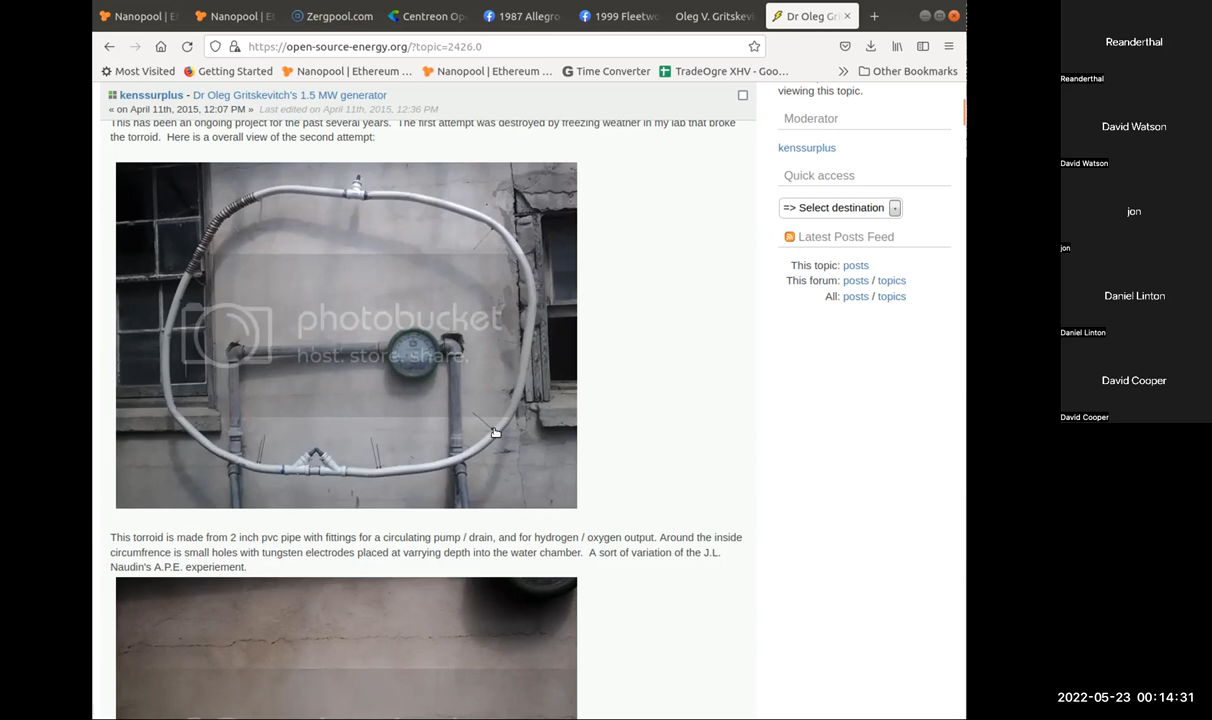 Nanopool | E
Nanopool | E
Zergpool.com
Centreon Op
1987 Allegro
1999 Fleetwo
Oleg V. Gritskevi
Dr Oleg Gri
https://open-source-energy.org/?topic=2426.0
Most Visited
Getting Started
Nanopool | Ethereum ...
Nanopool | Ethereum ...
Time Converter
TradeOgre XHV - Goo...
Other Bookmarks
kenssurplus - Dr Oleg Gritskevitch's 1.5 MW generator
« on April 11th, 2015, 12:07 PM » Last edited on April 11th, 2015, 12:36 PM
This has been an ongoing project for the past several years. The first attempt was destroyed by freezing weather in my lab that broke
the torroid. Here is a overall view of the second attempt:
photobucket
host. store. share.
This torroid is made from 2 inch pvc pipe with fittings for a circulating pump / drain, and for hydrogen / oxygen output. Around the inside
circumfrence is small holes with tungsten electrodes placed at varrying depth into the water chamber. A sort of variation of the J.L.
Naudin's A.P.E. experiement.
viewing this topic.
Moderator
kenssurplus
Quick access
=> Select destination
Latest Posts Feed
This topic: posts
This forum: posts / topics
All: posts / topics
Reanderthal
Reanderthal
David Watson
David Watson
jon
jon
Daniel Linton
Daniel Linton
David Cooper
David Cooper
2022-05-23 00:14:31